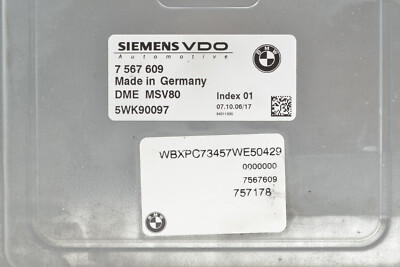 SIEMENS VDO
Automotive
BMW
7 567 609
Made in Germany
DME MSV80
Index 01
07.10.06/17
5WK90097
WBXPC73457WE50429
0000000
7567609
757178